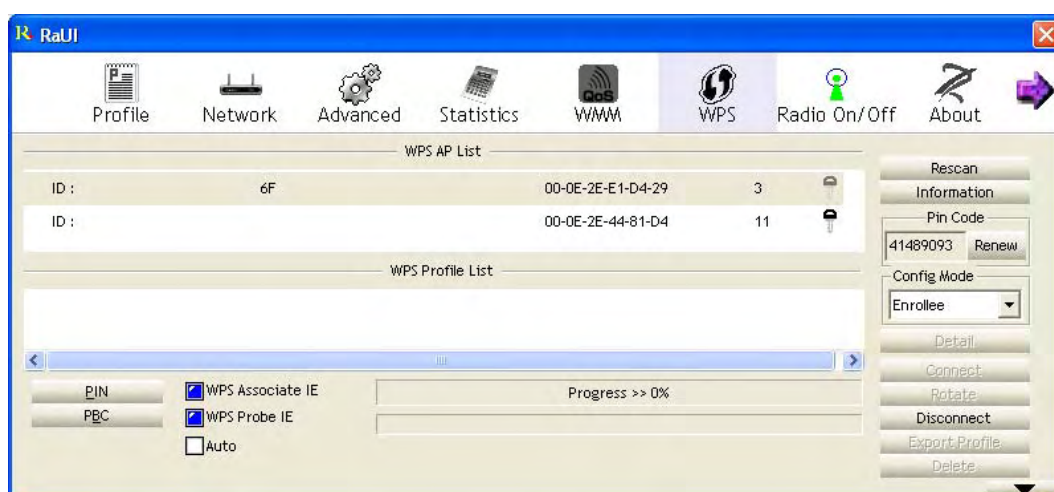 RaUI
Profile Network Advanced Statistics QoS WMM WPS Radio On/Off About
WPS AP List
ID : 6F 00-0E-2E-E1-D4-29 3
ID : 00-0E-2E-44-81-D4 11
WPS Profile List
Rescan
Information
Pin Code
41489093 Renew
Config Mode
Enrollee
Detail
Connect
Rotate
Disconnect
Export Profile
Delete
PIN
PBC
WPS Associate IE
WPS Probe IE
Auto
Progress >> 0%